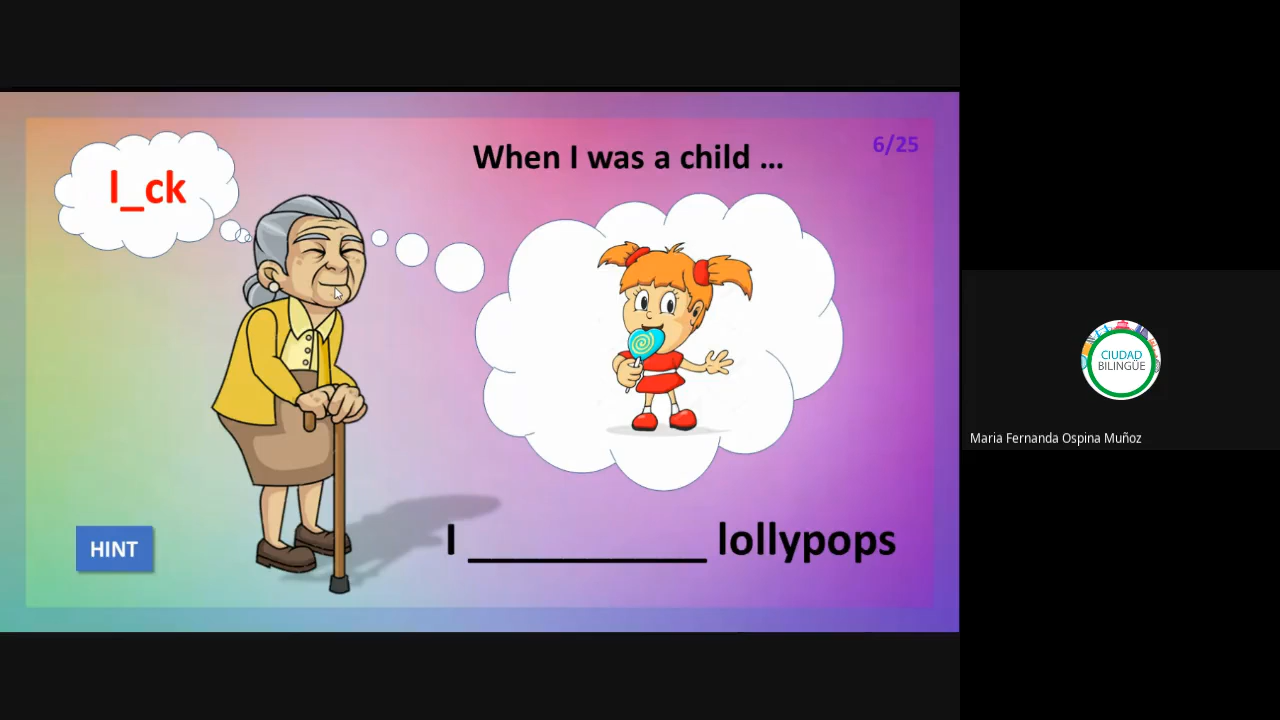 When I was a child ...
6/25
l_ck
I __________ lollypops
HINT
CIUDAD
BILINGÜE
Maria Fernanda Ospina Muñoz